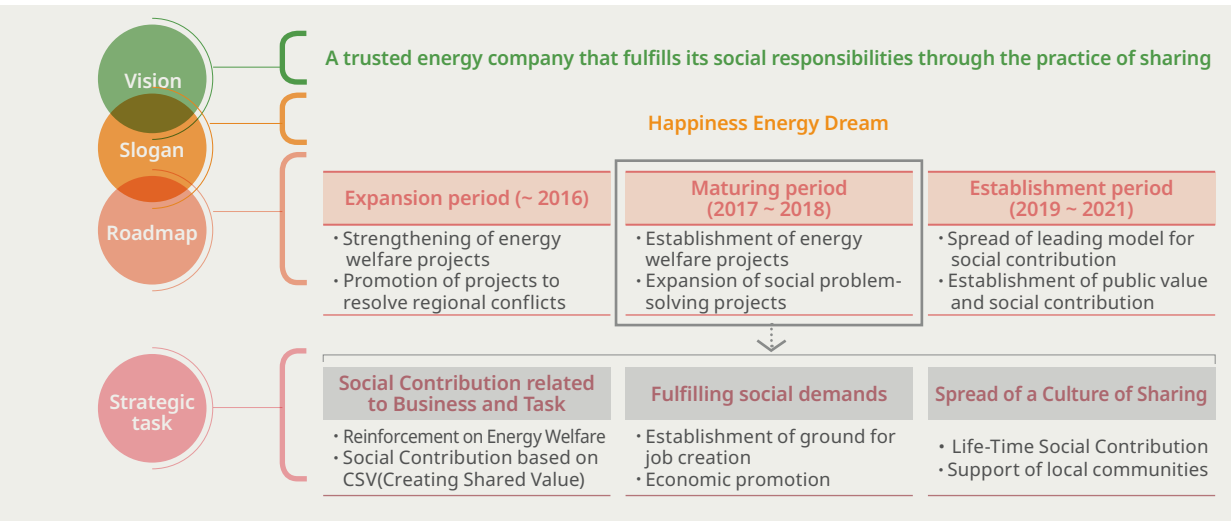 Vision
A trusted energy company that fulfills its social responsibilities through the practice of sharing
Slogan
Happiness Energy Dream
Roadmap
Expansion period (~ 2016)
· Strengthening of energy
welfare projects
· Promotion of projects to
resolve regional conflicts
Maturing period
(2017 ~ 2018)
· Establishment of energy
welfare projects
· Expansion of social problem-
solving projects
Establishment period
(2019 ~ 2021)
· Spread of leading model for
social contribution
· Establishment of public value
and social contribution
Strategic
task
Social Contribution related
to Business and Task
· Reinforcement on Energy Welfare
· Social Contribution based on
CSV(Creating Shared Value)
Fulfilling social demands
· Establishment of ground for
job creation
· Economic promotion
Spread of a Culture of Sharing
· Life-Time Social Contribution
· Support of local communities